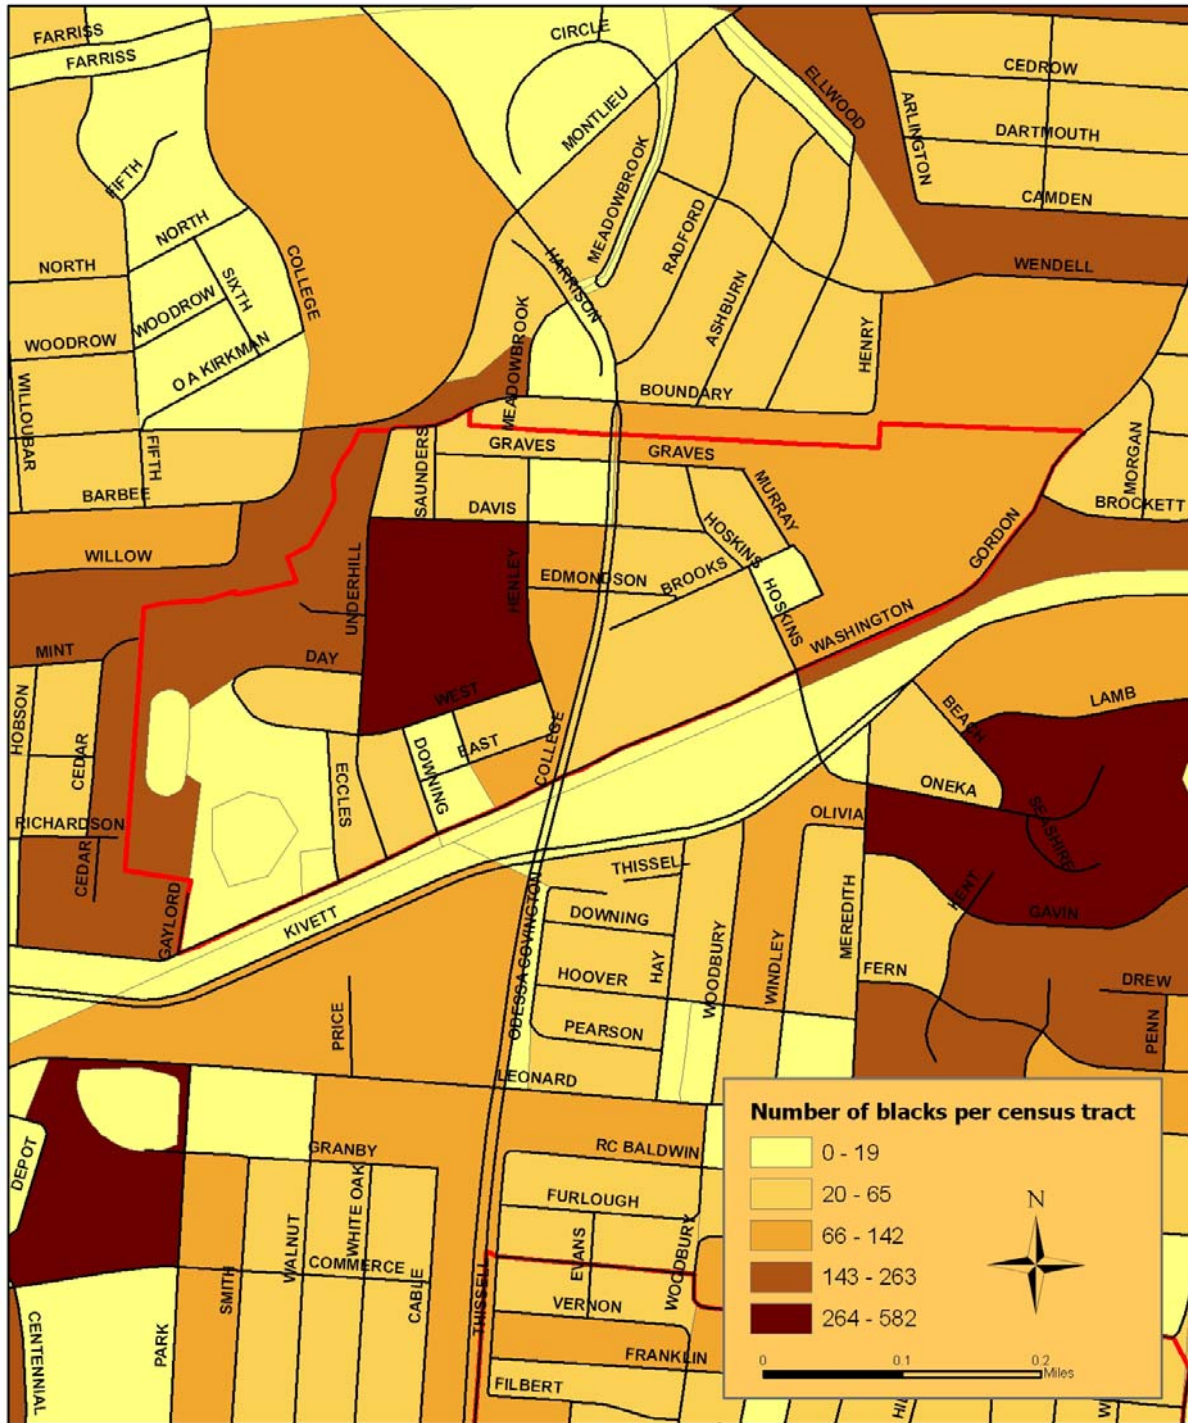 FARRISS
FARRISS
CIRCLE
MONTLIEU
ELLWOOD
CEDROW
ARLINGTON
DARTMOUTH
CAMDEN
FIFTH
NORTH
MEADOWBROOK
RADFORD
NORTH
SIXTH
COLLEGE
HARRISON
WENDELL
WOODROW
WOODROW
ASHBURN
HENRY
O A KIRKMAN
WILLOUBAR
MEADOWBROOK
BOUNDARY
FIFTH
SAUNDERS
GRAVES
GRAVES
MORGAN
BARBEE
DAVIS
MURRAY
BROCKETT
WILLOW
HOSKINS
GORDON
UNDERHILL
HENLEY
EDMONDSON
BROOKS
HOSKINS
WASHINGTON
MINT
DAY
HOBSON
WEST
LAMB
BEACH
CEDAR
ECCLES
DOWNING
EAST
COLLEGE
ONEKA
RICHARDSON
OLIVIA
SEASHIRE
CEDAR
THISSELL
KENT
GAYLORD
KIVETT
ODESSA COVINGTON
DOWNING
WOODBURY
WINDLEY
MEREDITH
GAVIN
HAY
FERN
HOOVER
DREW
PRICE
PEARSON
PENN
LEONARD
DEPOT
GRANBY
RC BALDWIN
WHITE OAK
FURLOUGH
WALNUT
EVANS
WOODBURY
SMITH
COMMERCE
CABLE
THISSELL
VERNON
CENTENNIAL
PARK
FRANKLIN
FILBERT
Number of blacks per census tract
0 - 19
20 - 65
66 - 142
143 - 263
264 - 582
N
0 0.1 0.2
Miles